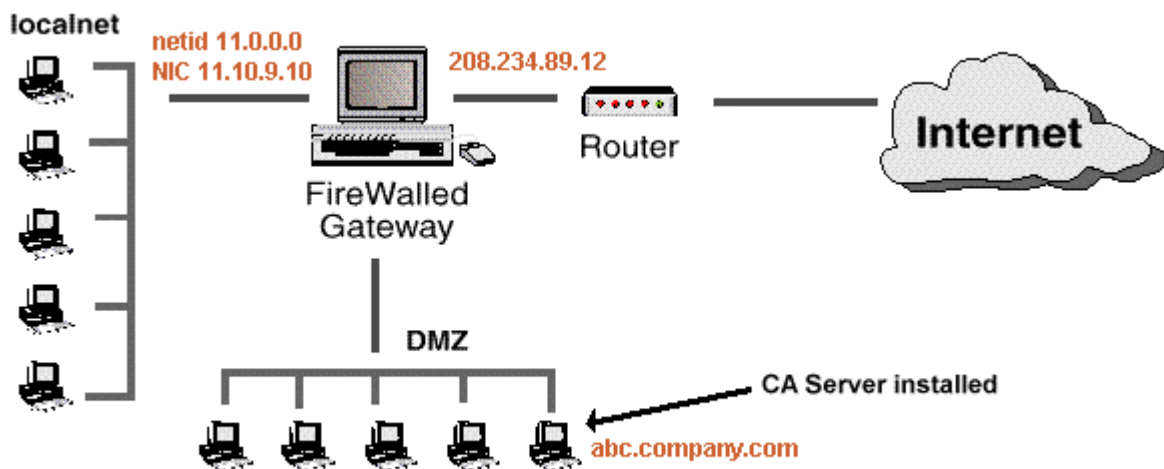 localnet
netid 11.0.0.0
NIC 11.10.9.10
208.234.89.12
FireWalled
Gateway
Router
Internet
DMZ
CA Server installed
abc.company.com